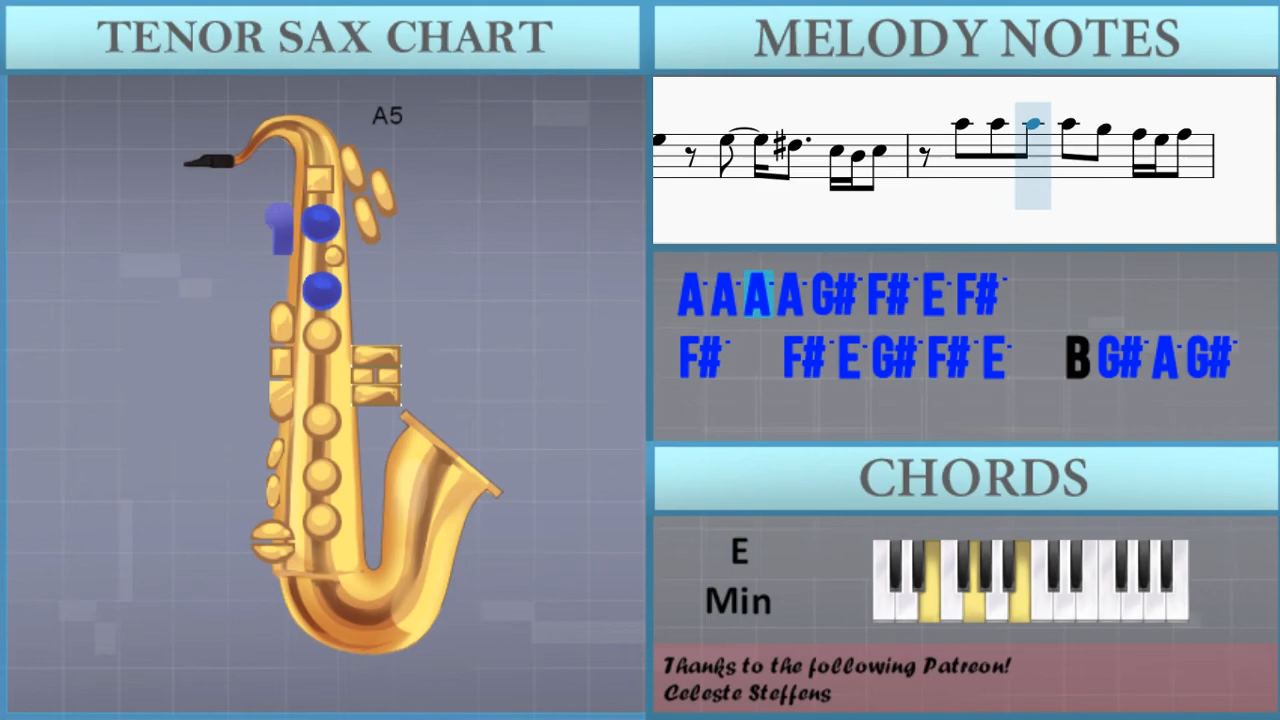 TENOR SAX CHART
A5
MELODY NOTES
A- A A- A- G#- F#- E- F#-
F#- F#- E- G#- F#- E- B G#- A- G#-
CHORDS
E
Min
Thanks to the following Patreon!
Celeste Steffens